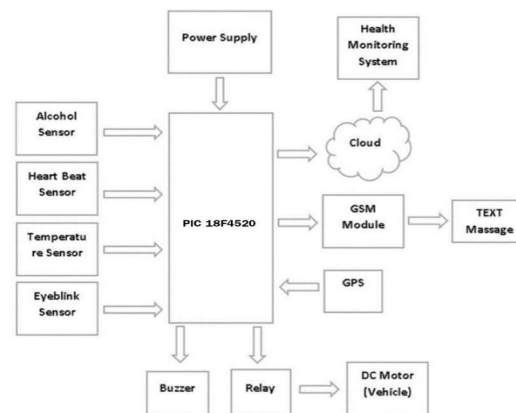 Power Supply
Health
Monitoring
System
Alcohol
Sensor
Cloud
Heart Beat
Sensor
PIC 18F4520
GSM
Module
TEXT
Massage
Temperatu
re Sensor
GPS
Eyeblink
Sensor
Buzzer
Relay
DC Motor
(Vehicle)